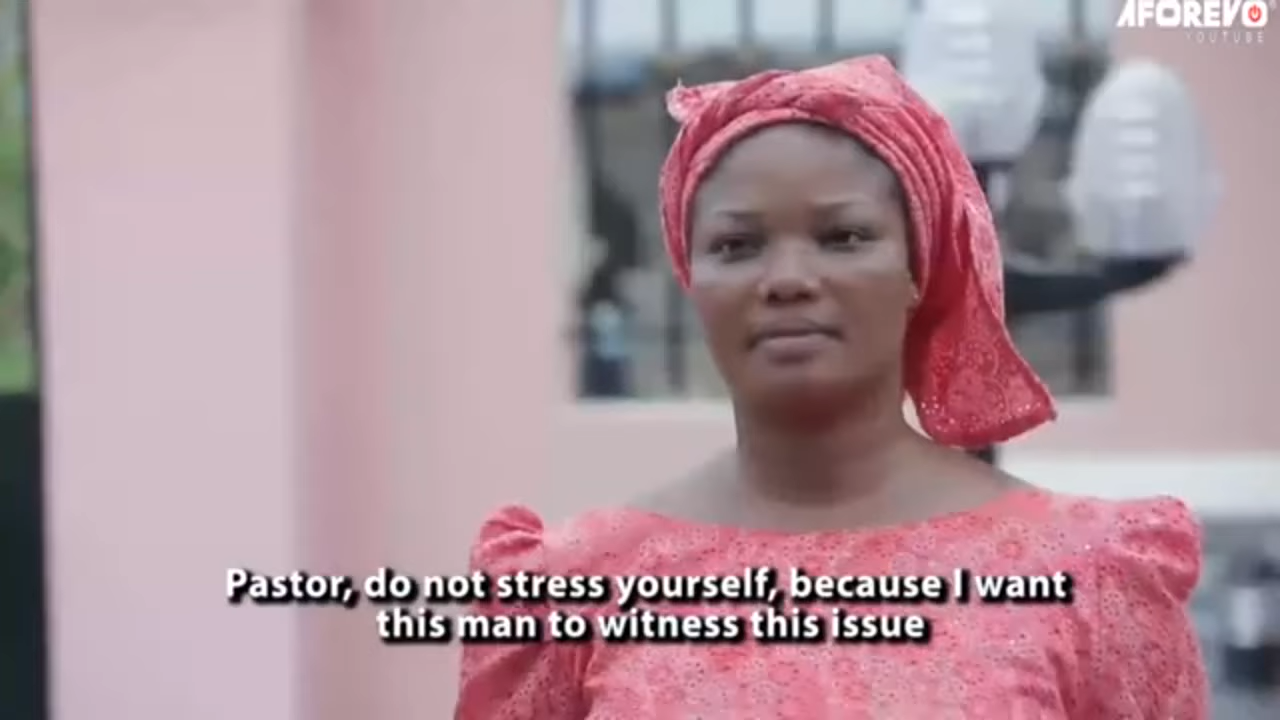 AFOREVO
YOUTUBE
Pastor, do not stress yourself, because I want
this man to witness this issue